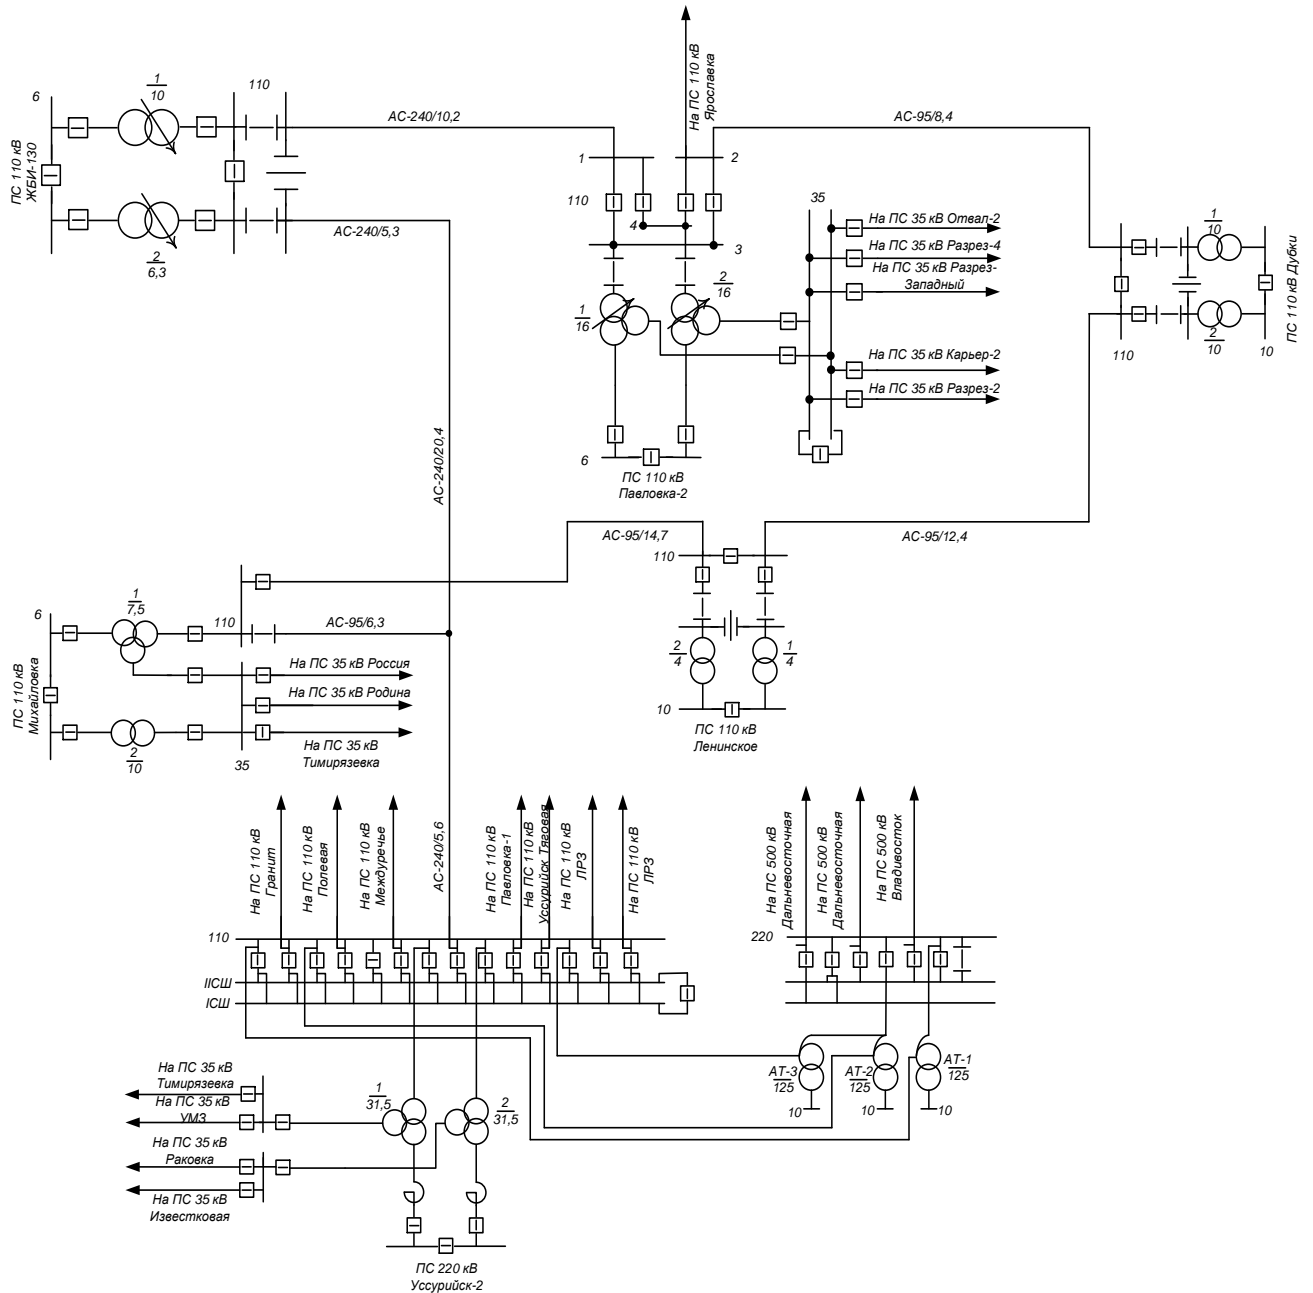 6
1
10
110
ПС 110 кВ
ЖБИ-130
2
6,3
АС-240/10,2
АС-240/5,3
На ПС 110 кВ
Ярославка
АС-95/8,4
1
2
110
4
3
35
2
16
1
16
На ПС 35 кВ Отвал-2
На ПС 35 кВ Разрез-4
На ПС 35 кВ Разрез-
Западный
На ПС 35 кВ Карьер-2
На ПС 35 кВ Разрез-2
6
ПС 110 кВ
Павловка-2
1
10
2
10
110
10
ПС 110 кВ Дубки
АС-240/20,4
АС-95/14,7
АС-95/12,4
110
2
4
1
4
10
ПС 110 кВ
Ленинское
6
1
7,5
110
АС-95/6,3
ПС 110 кВ
Михайловка
2
10
На ПС 35 кВ Россия
На ПС 35 кВ Родина
На ПС 35 кВ
Тимирязевка
35
На ПС 110 кВ
Гранит
На ПС 110 кВ
Полевая
На ПС 110 кВ
Междуречье
АС-240/5,6
На ПС 110 кВ
Павловка-1
На ПС 110 кВ
Уссурийск Тяговая
На ПС 110 кВ
ЛРЗ
На ПС 110 кВ
ЛРЗ
На ПС 500 кВ
Дальневосточная
На ПС 500 кВ
Дальневосточная
На ПС 500 кВ
Владивосток
110
IIСШ
IСШ
220
АТ-3
125
АТ-2
125
АТ-1
125
10
10
10
На ПС 35 кВ
Тимирязевка
На ПС 35 кВ
УМЗ
На ПС 35 кВ
Раковка
На ПС 35 кВ
Известковая
1
31,5
2
31,5
ПС 220 кВ
Уссурийск-2